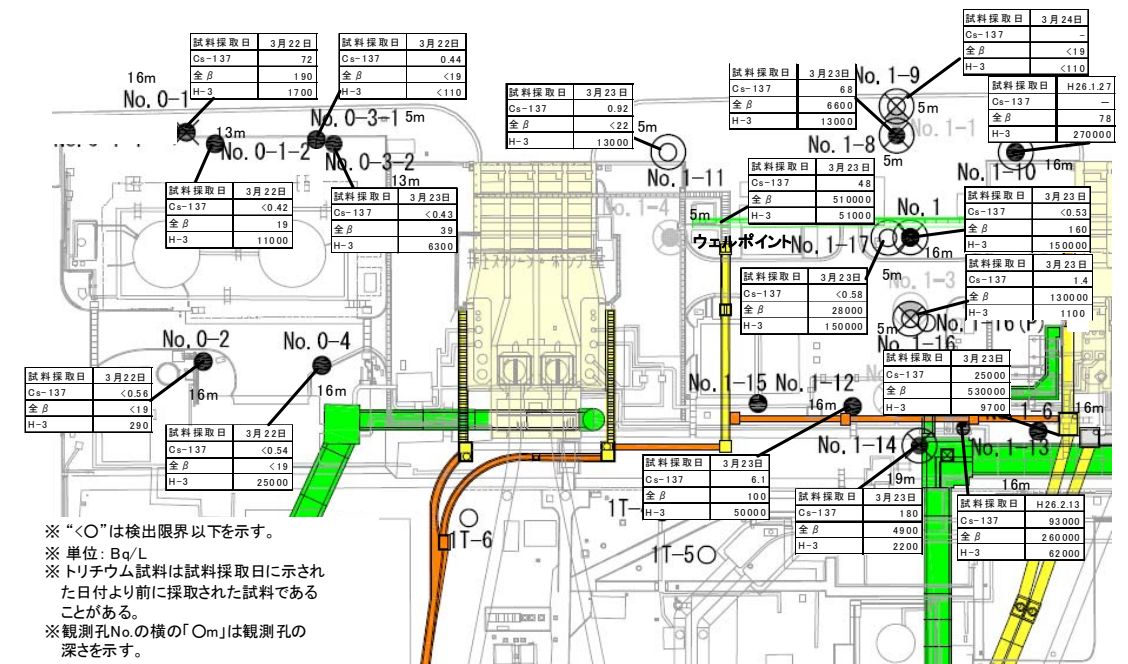 試料採取日 3月22日
Cs-137 72
全β 190
H-3 1700
試料採取日 3月22日
Cs-137 0.44
全β <19
H-3 <110
試料採取日 3月23日
Cs-137 0.92
全β <22
H-3 13000
試料採取日 3月23日
Cs-137 68
全β 6600
H-3 13000
試料採取日 3月24日
Cs-137 -
全β <19
H-3 <110
試料採取日 H26.1.27
Cs-137 -
全β 78
H-3 270000
16m
No.0-1
No.0-3-1 5m
13m
No.0-1-2
No.0-3-2
13m
5m
No.1-11
No.1-9
5m
No.1-1
No.1-8
5m
No.1-10
16m
試料採取日 3月22日
Cs-137 <0.42
全β 19
H-3 11000
試料採取日 3月23日
Cs-137 <0.43
全β 39
H-3 6300
試料採取日 3月23日
Cs-137 48
全β 510000
H-3 51000
試料採取日 3月23日
Cs-137 <0.53
全β 160
H-3 150000
5m
ウェルポイント
1-4
No.1-17
5m
No.1
16m
試料採取日 3月23日
Cs-137 <0.58
全β 28000
H-3 150000
試料採取日 3月23日
Cs-137 1.4
全β 130000
H-3 1100
1-3
5m
No.1-16(P)
No.1-16
No.0-2
16m
No.0-4
16m
試料採取日 3月22日
Cs-137 <0.56
全β <19
H-3 290
試料採取日 3月22日
Cs-137 <0.54
全β <19
H-3 25000
試料採取日 3月23日
Cs-137 25000
全β 530000
H-3 9700
No.1-15
No.1-12
16m
1-6
16m
No.1-14
19m
No.1-13
16m
試料採取日 3月23日
Cs-137 6.1
全β 100
H-3 50000
試料採取日 3月23日
Cs-137 180
全β 4900
H-3 2200
試料採取日 H26.2.13
Cs-137 93000
全β 260000
H-3 62000
1T-6
1T-5
※ “<○”は検出限界以下を示す。
※ 単位: Bq/L
※ トリチウム試料は試料採取日に示され
た日付より前に採取された試料である
ことがある。
※観測孔No.の横の「○m」は観測孔の
深さを示す。